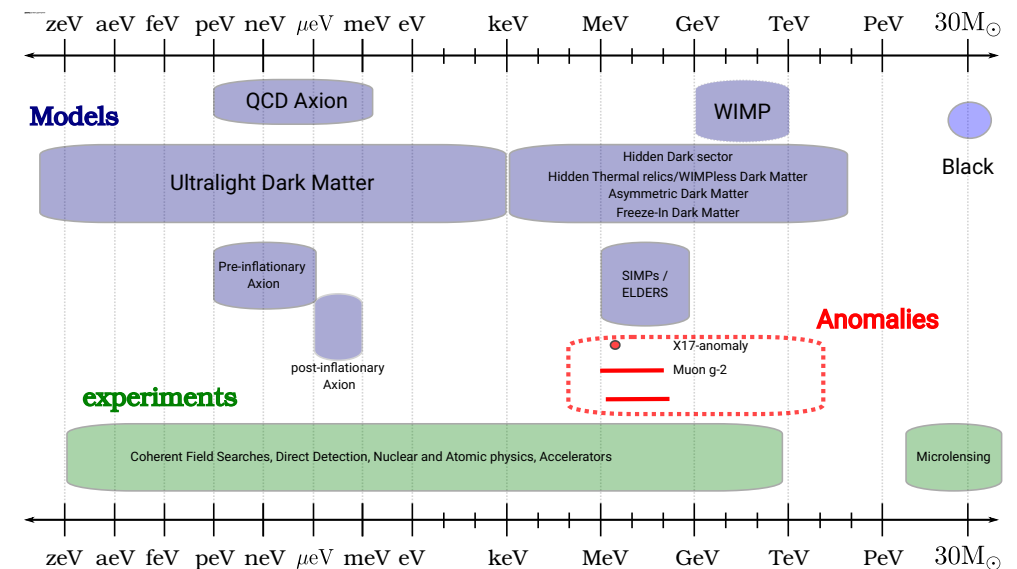 zeV aeV feV peV neV μeV meV eV keV MeV GeV TeV PeV 30M☉
QCD Axion
WIMP
Models
Black
Ultralight Dark Matter
Hidden Dark sector
Hidden Thermal relics/WIMPless Dark Matter
Asymmetric Dark Matter
Freeze-In Dark Matter
Pre-inflationary
Axion
SIMPs /
ELDERS
post-inflationary
Axion
Anomalies
X17-anomaly
Muon g-2
experiments
Coherent Field Searches, Direct Detection, Nuclear and Atomic physics, Accelerators
Microlensing
zeV aeV feV peV neV μeV meV eV keV MeV GeV TeV PeV 30M☉